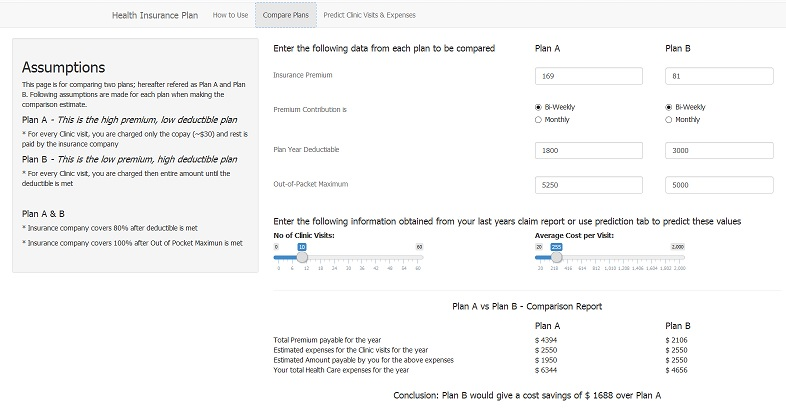 Health Insurance Plan How to Use Compare Plans Predict Clinic Visits & Expenses
Assumptions
This page is for comparing two plans; hereafter refered as Plan A and Plan
B. Following assumptions are made for each plan when making the
comparison estimate.
Plan A - This is the high premium, low deductible plan
* For every Clinic visit, you are charged only the copay (~$30) and rest is
paid by the insurance company
Plan B - This is the low premium, high deductible plan
* For every Clinic visit, you are charged then entire amount until the
deductible is met
Plan A & B
* Insurance company covers 80% after deductible is met
* Insurance company covers 100% after Out of Pocket Maximun is met
Enter the following data from each plan to be compared Plan A Plan B
Insurance Premium 169 81
Premium Contribution is Bi-Weekly Bi-Weekly
Monthly Monthly
Plan Year Deductiable 1800 3000
Out-of-Packet Maximum 5250 5000
Enter the following information obtained from your last years claim report or use prediction tab to predict these values
No of Clinic Visits: Average Cost per Visit:
0 10 60 20 255 2,000
0 6 12 18 24 30 36 42 48 54 60 20 218 416 614 812 1,010 1,208 1,406 1,604 1,802 2,000
Plan A vs Plan B - Comparison Report
Plan A Plan B
Total Premium payable for the year $ 4394 $ 2106
Estimated expenses for the Clinic visits for the year $ 2550 $ 2550
Estimated Amount payable by you for the above expenses $ 1950 $ 2550
Your total Health Care expenses for the year $ 6344 $ 4656
Conclusion: Plan B would give a cost savings of $ 1688 over Plan A